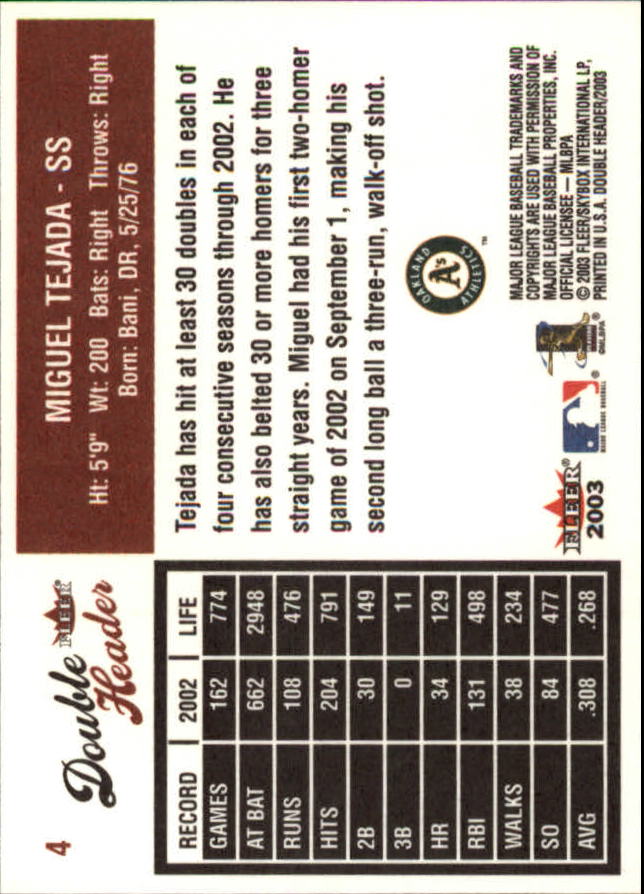 4
Double
Header
FLEER
MIGUEL TEJADA - SS
Ht: 5'9" Wt: 200 Bats: Right Throws: Right
Born: Bani, DR, 5/25/76
RECORD 2002 LIFE
GAMES 162 774
AT BAT 662 2948
RUNS 108 476
HITS 204 791
2B 30 149
3B 0 11
HR 34 129
RBI 131 498
WALKS 38 234
SO 84 477
AVG .308 .268
Tejada has hit at least 30 doubles in each of
four consecutive seasons through 2002. He
has also belted 30 or more homers for three
straight years. Miguel had his first two-homer
game of 2002 on September 1, making his
second long ball a three-run, walk-off shot.
OAKLAND
A's
ATHLETICS
™
FLEER®
2003
MAJOR LEAGUE BASEBALL
®
®
©MLBPA
MAJOR LEAGUE BASEBALL TRADEMARKS AND
COPYRIGHTS ARE USED WITH PERMISSION OF
MAJOR LEAGUE BASEBALL PROPERTIES, INC.
OFFICIAL LICENSEE — MLBPA
© 2003 FLEER/SKYBOX INTERNATIONAL LP,
PRINTED IN U.S.A. DOUBLE HEADER/2003